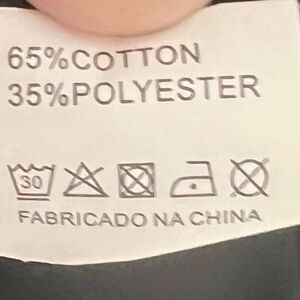 65%COTTON
35%POLYESTER
30
FABRICADO NA CHINA